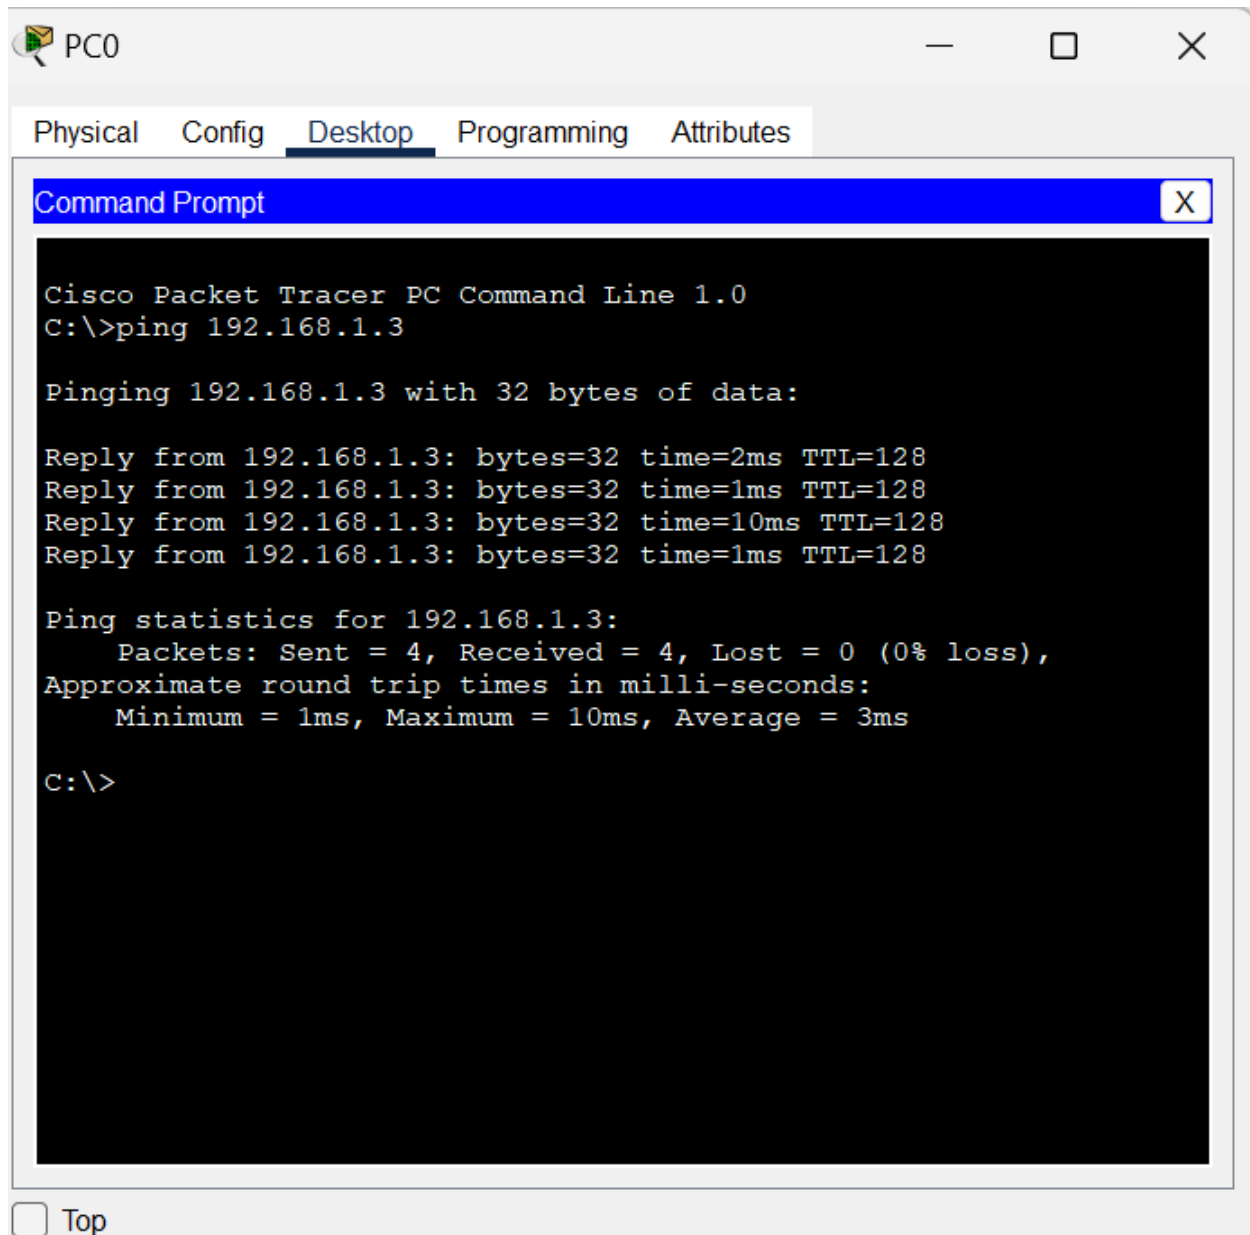 PC0
Physical Config Desktop Programming Attributes
Command Prompt X
Cisco Packet Tracer PC Command Line 1.0
C:\>ping 192.168.1.3
Pinging 192.168.1.3 with 32 bytes of data:
Reply from 192.168.1.3: bytes=32 time=2ms TTL=128
Reply from 192.168.1.3: bytes=32 time=1ms TTL=128
Reply from 192.168.1.3: bytes=32 time=10ms TTL=128
Reply from 192.168.1.3: bytes=32 time=1ms TTL=128
Ping statistics for 192.168.1.3:
Packets: Sent = 4, Received = 4, Lost = 0 (0% loss),
Approximate round trip times in milli-seconds:
Minimum = 1ms, Maximum = 10ms, Average = 3ms
C:\>
Top